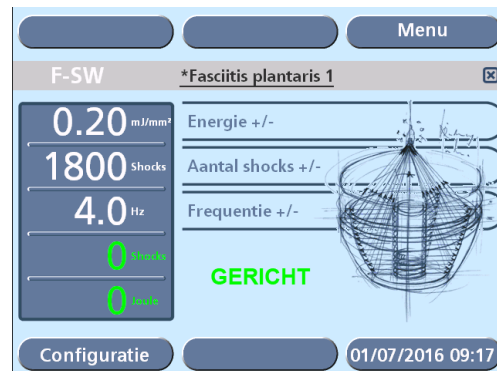 Menu
F-SW
*Fasciitis plantaris 1
0.20 mJ/mm²
Energie +/-
1800 Shocks
Aantal shocks +/-
4.0 Hz
Frequentie +/-
0 Shocks
GERICHT
0 Joule
Configuratie
01/07/2016 09:17